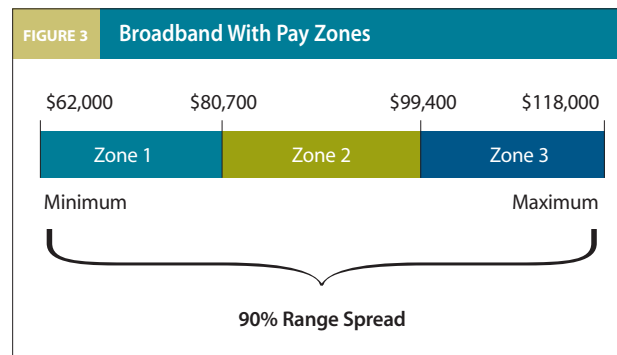 FIGURE 3 Broadband With Pay Zones
$62,000 $80,700 $99,400 $118,000
Zone 1 Zone 2 Zone 3
Minimum Maximum
90% Range Spread